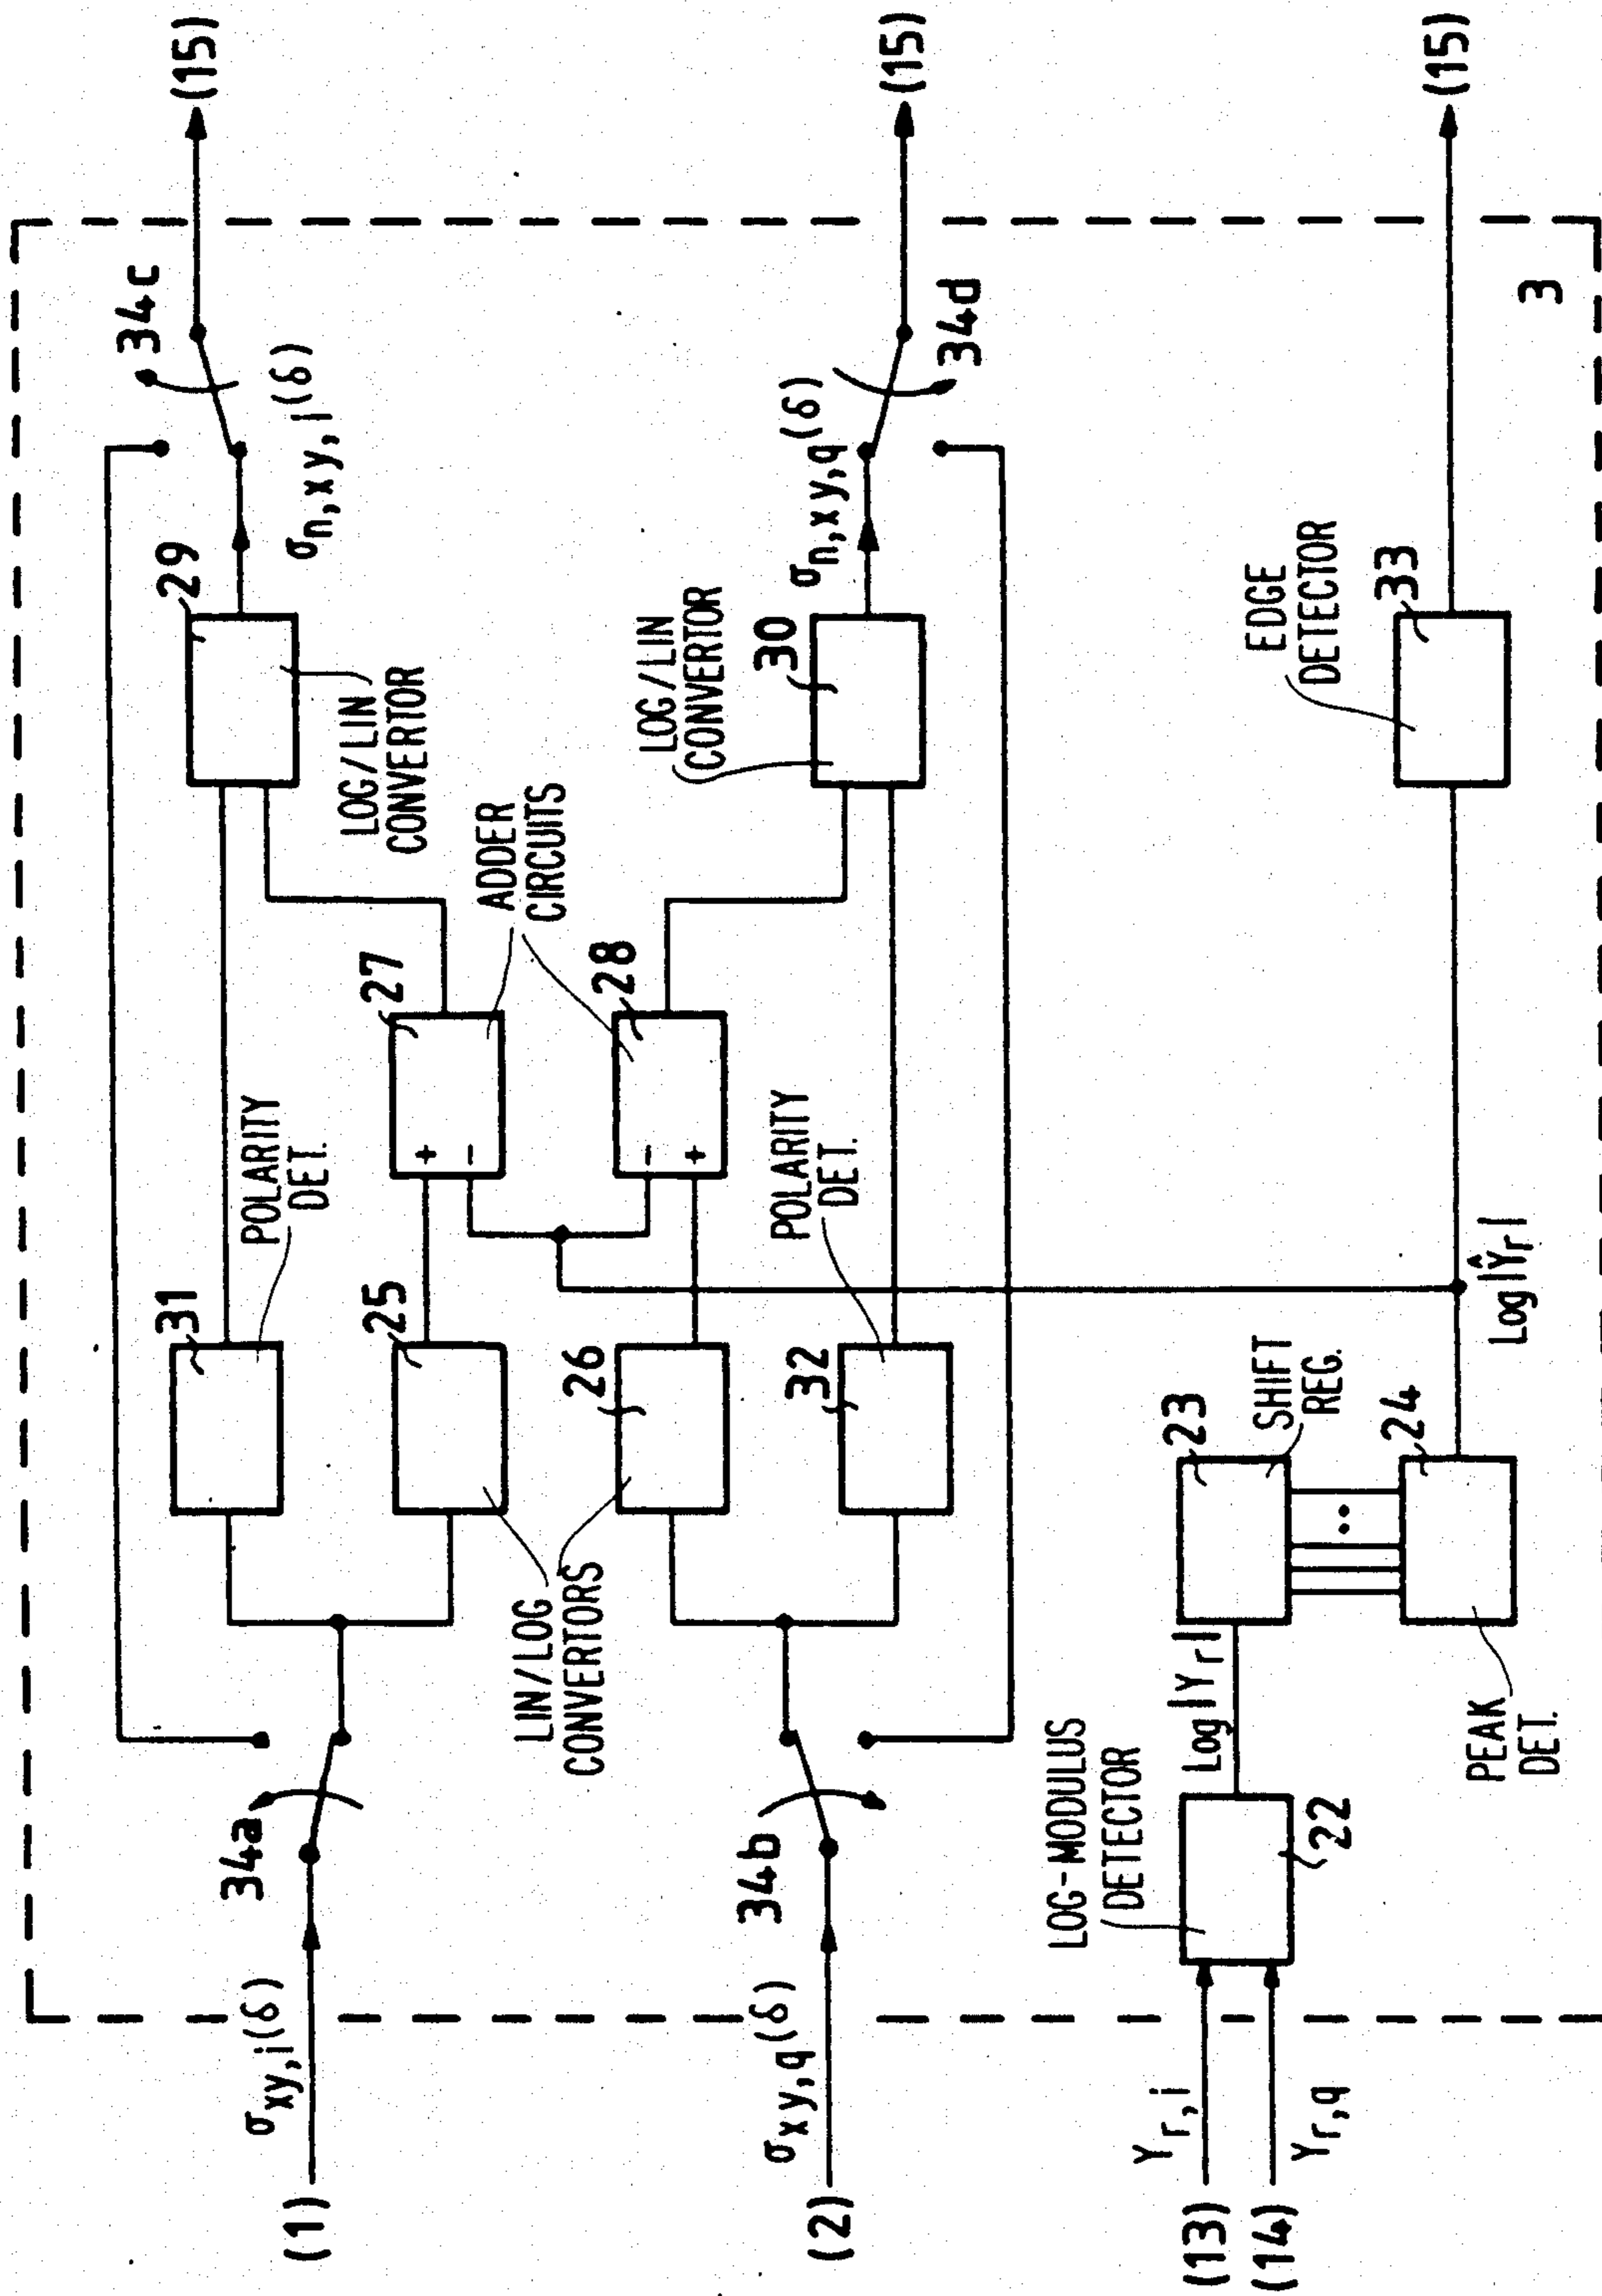 (1)
σxy,i(δ)
34a
31
POLARITY
DET.
25
LIN/LOG
CONVERTORS
27
ADDER
CIRCUITS
+
−
29
LOG/LIN
CONVERTOR
σn,xy,i(δ)
34c
(15)
(2)
σxy,q(δ)
34b
26
28
−
+
32
POLARITY
DET.
30
LOG/LIN
CONVERTOR
σn,xy,q(δ)
34d
(15)
(13)
Yr,i
(14)
Yr,q
LOG-MODULUS
DETECTOR
22
Log|Yr|
23
SHIFT
REG.
24
PEAK
DET.
Log|Ŷr|
EDGE
DETECTOR
33
(15)
3